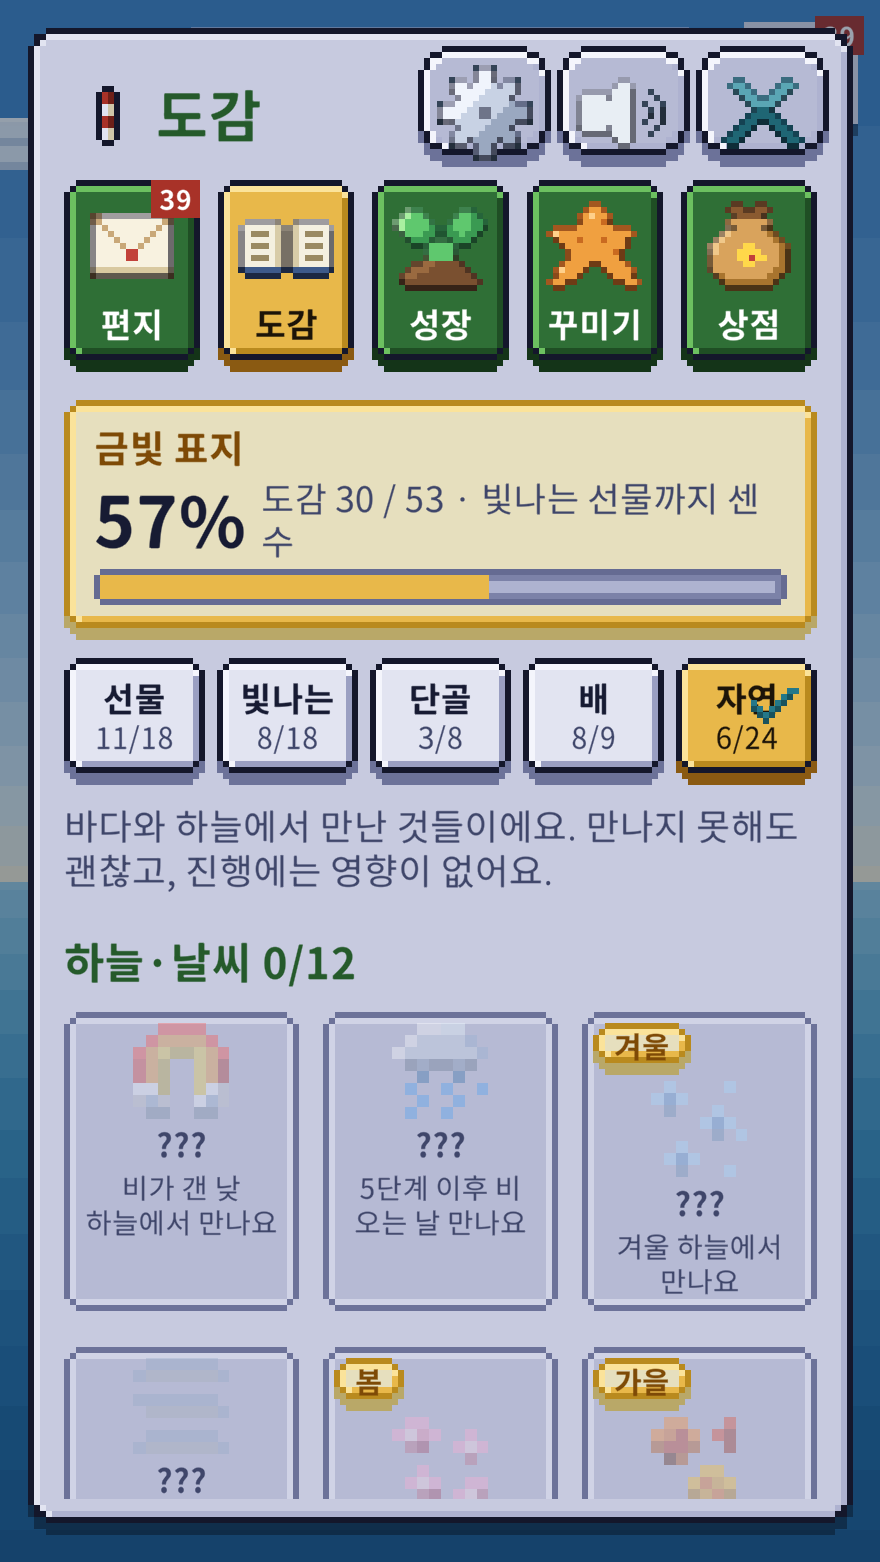 도감
39
편지
도감
성장
꾸미기
상점
금빛 표지
57%
도감 30 / 53 · 빛나는 선물까지 센
수
선물
11/18
빛나는
8/18
단골
3/8
배
8/9
자연
6/24
바다와 하늘에서 만난 것들이에요. 만나지 못해도
괜찮고, 진행에는 영향이 없어요.
하늘·날씨 0/12
???
비가 갠 낮
하늘에서 만나요
???
5단계 이후 비
오는 날 만나요
겨울
???
겨울 하늘에서
만나요
???
봄
가을